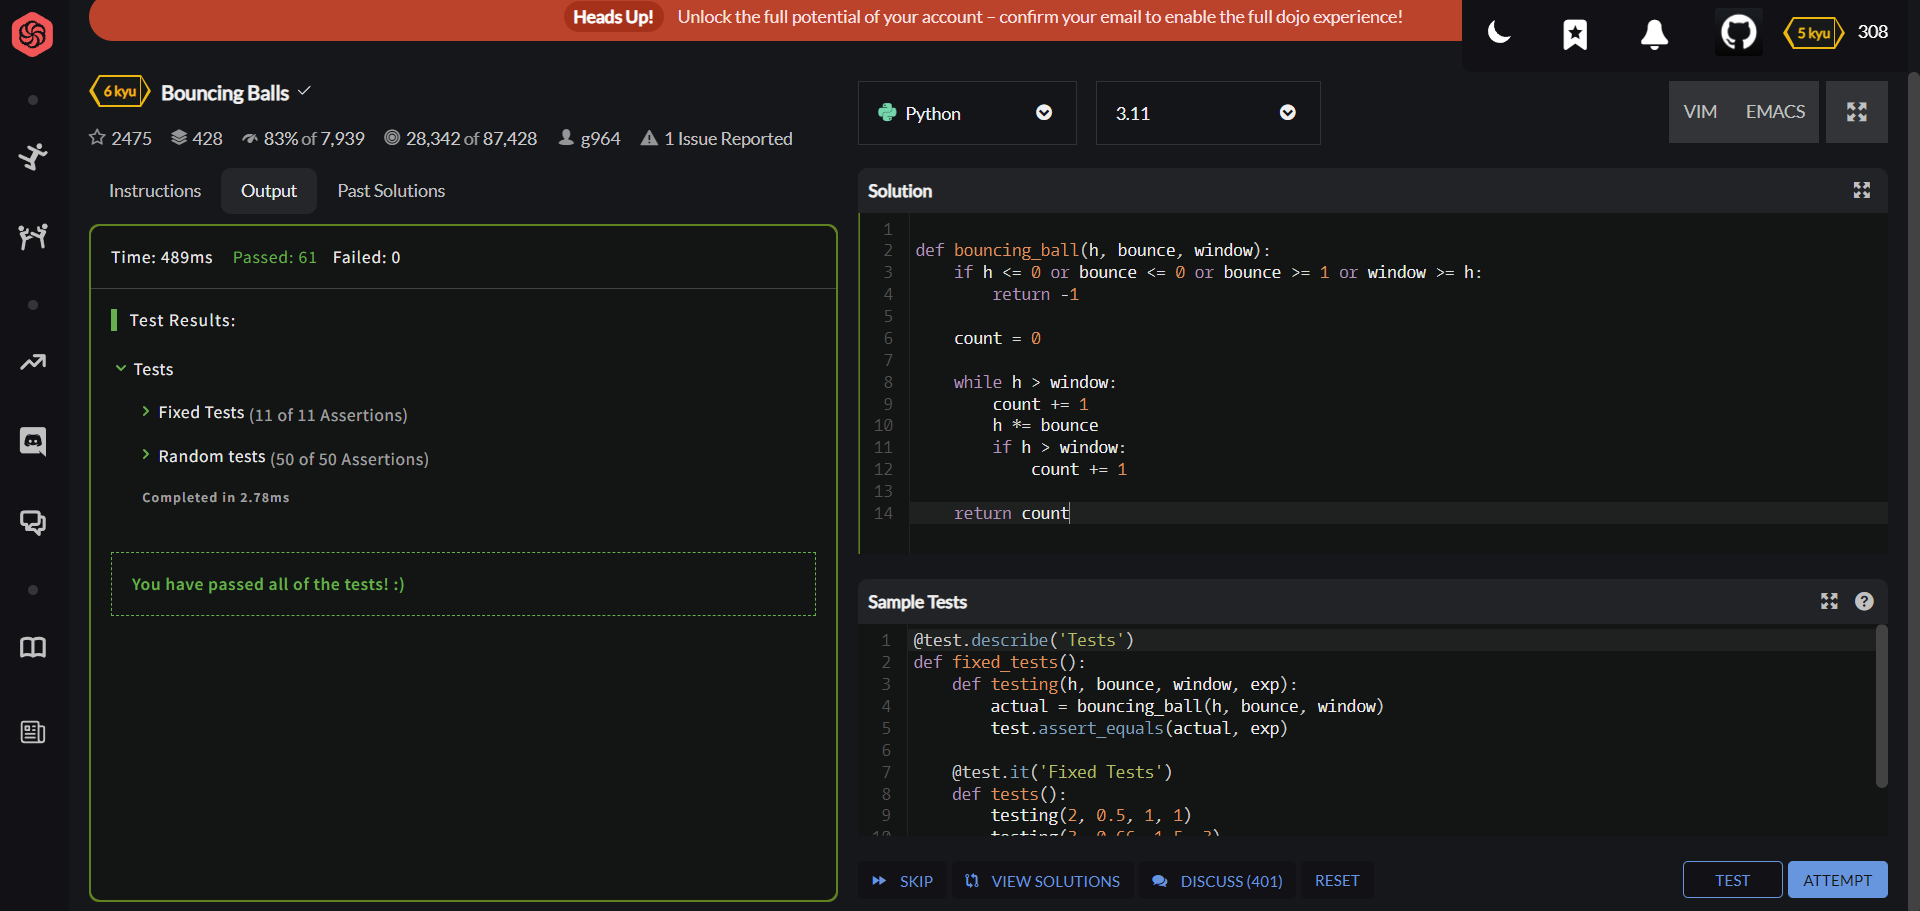 Heads Up! Unlock the full potential of your account – confirm your email to enable the full dojo experience!
5 kyu 308
6 kyu Bouncing Balls
2475 428 83% of 7,939 28,342 of 87,428 g964 1 Issue Reported
Instructions Output Past Solutions
Time: 489ms Passed: 61 Failed: 0
Test Results:
Tests
Fixed Tests (11 of 11 Assertions)
Random tests (50 of 50 Assertions)
Completed in 2.78ms
You have passed all of the tests! :)
Python 3.11 VIM EMACS
Solution
1
2 def bouncing_ball(h, bounce, window):
3     if h <= 0 or bounce <= 0 or bounce >= 1 or window >= h:
4         return -1
5
6     count = 0
7
8     while h > window:
9         count += 1
10         h *= bounce
11         if h > window:
12             count += 1
13
14     return count
Sample Tests
?
1 @test.describe('Tests')
2 def fixed_tests():
3     def testing(h, bounce, window, exp):
4         actual = bouncing_ball(h, bounce, window)
5         test.assert_equals(actual, exp)
6
7     @test.it('Fixed Tests')
8     def tests():
9         testing(2, 0.5, 1, 1)
10         testing(3, 0.66, 1.5, 3)
SKIP VIEW SOLUTIONS DISCUSS (401) RESET TEST ATTEMPT